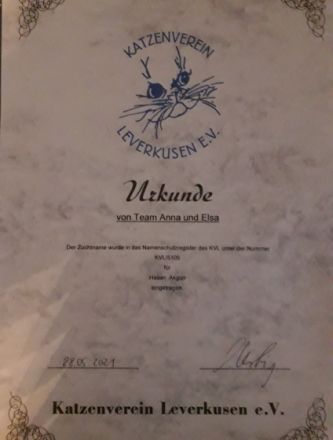 KATZENVEREIN
LEVERKUSEN E.V.
Urkunde
von Team Anna und Elsa
Der Zuchtname wurde in das Namenschutzregister des KVL unter der Nummer
für
eingetragen
Katzenverein Leverkusen e.V.